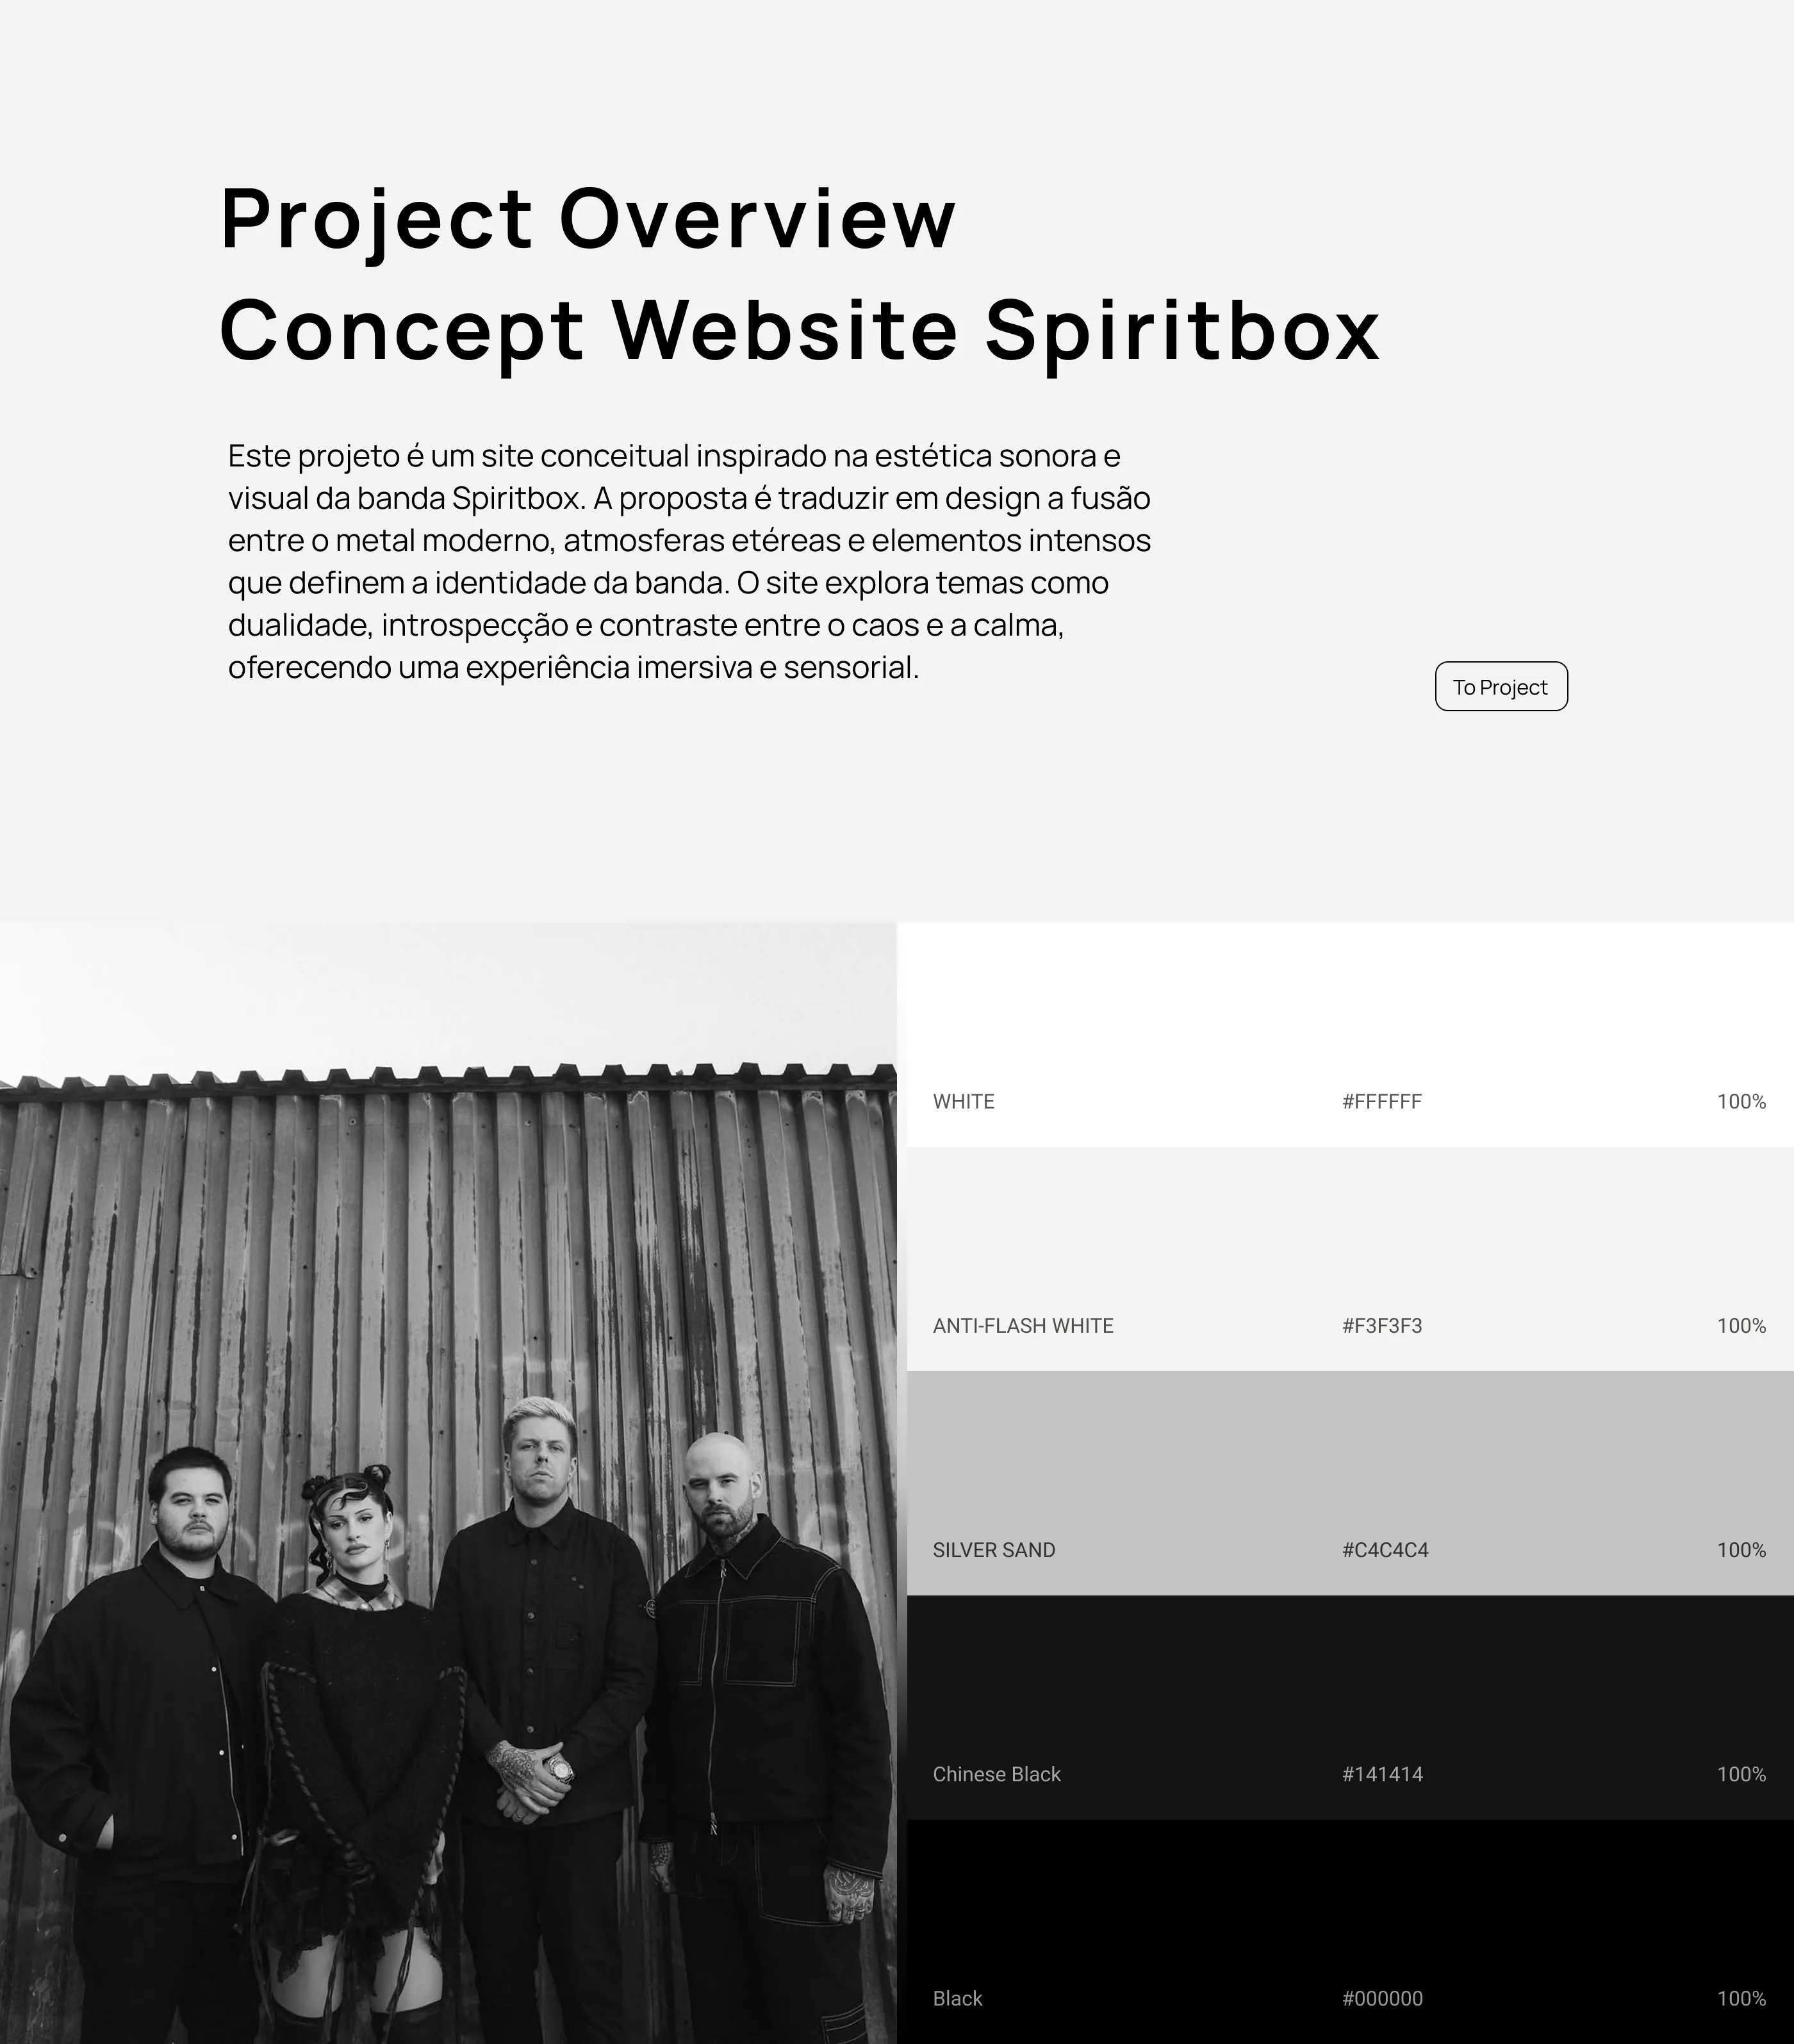 Project Overview
Concept Website Spiritbox
Este projeto é um site conceitual inspirado na estética sonora e
visual da banda Spiritbox. A proposta é traduzir em design a fusão
entre o metal moderno, atmosferas etéreas e elementos intensos
que definem a identidade da banda. O site explora temas como
dualidade, introspecção e contraste entre o caos e a calma,
oferecendo uma experiência imersiva e sensorial.
To Project
WHITE #FFFFFF 100%
ANTI-FLASH WHITE #F3F3F3 100%
SILVER SAND #C4C4C4 100%
Chinese Black #141414 100%
Black #000000 100%